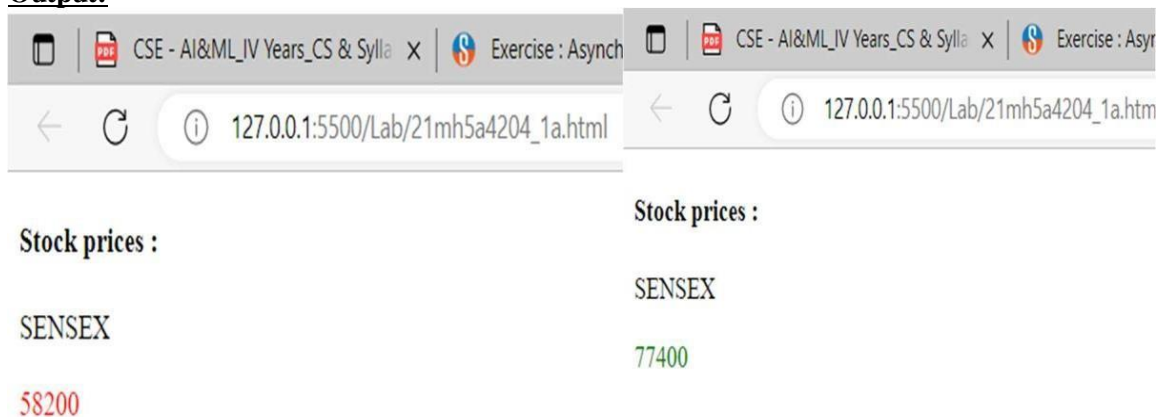 Output:
CSE - AI&ML_IV Years_CS & Sylla
Exercise : Asynch
127.0.0.1:5500/Lab/21mh5a4204_1a.html
Stock prices :
SENSEX
58200
CSE - AI&ML_IV Years_CS & Sylla
Exercise : Asyn
127.0.0.1:5500/Lab/21mh5a4204_1a.htm
Stock prices :
SENSEX
77400